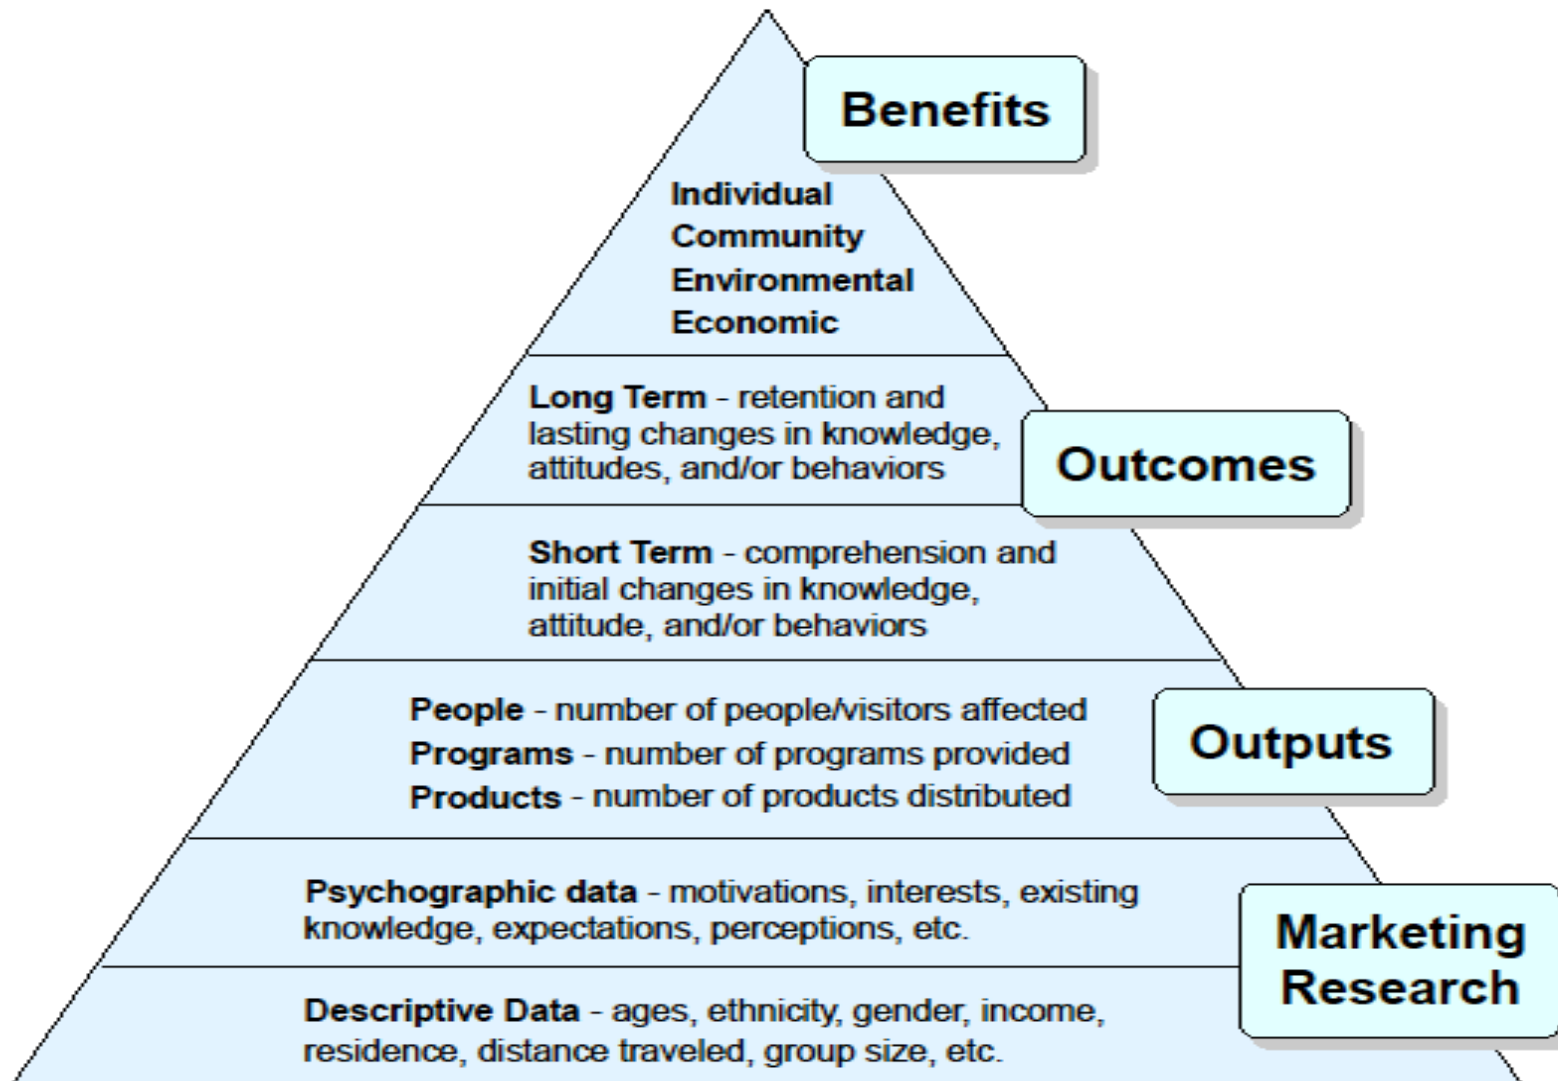 Benefits
Individual
Community
Environmental
Economic
Long Term - retention and
lasting changes in knowledge,
attitudes, and/or behaviors
Outcomes
Short Term - comprehension and
initial changes in knowledge,
attitude, and/or behaviors
People - number of people/visitors affected
Programs - number of programs provided
Products - number of products distributed
Outputs
Psychographic data - motivations, interests, existing
knowledge, expectations, perceptions, etc.
Marketing
Research
Descriptive Data - ages, ethnicity, gender, income,
residence, distance traveled, group size, etc.